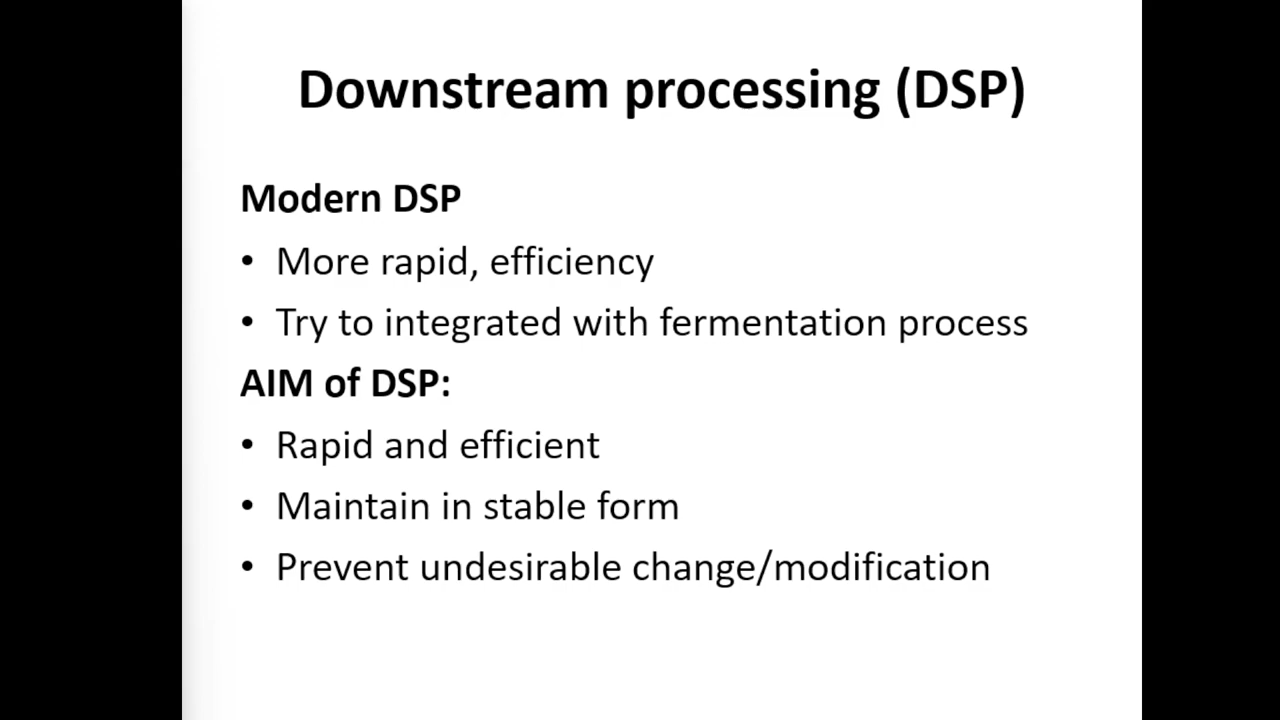 Downstream processing (DSP)
Modern DSP
• More rapid, efficiency
• Try to integrated with fermentation process
AIM of DSP:
• Rapid and efficient
• Maintain in stable form
• Prevent undesirable change/modification